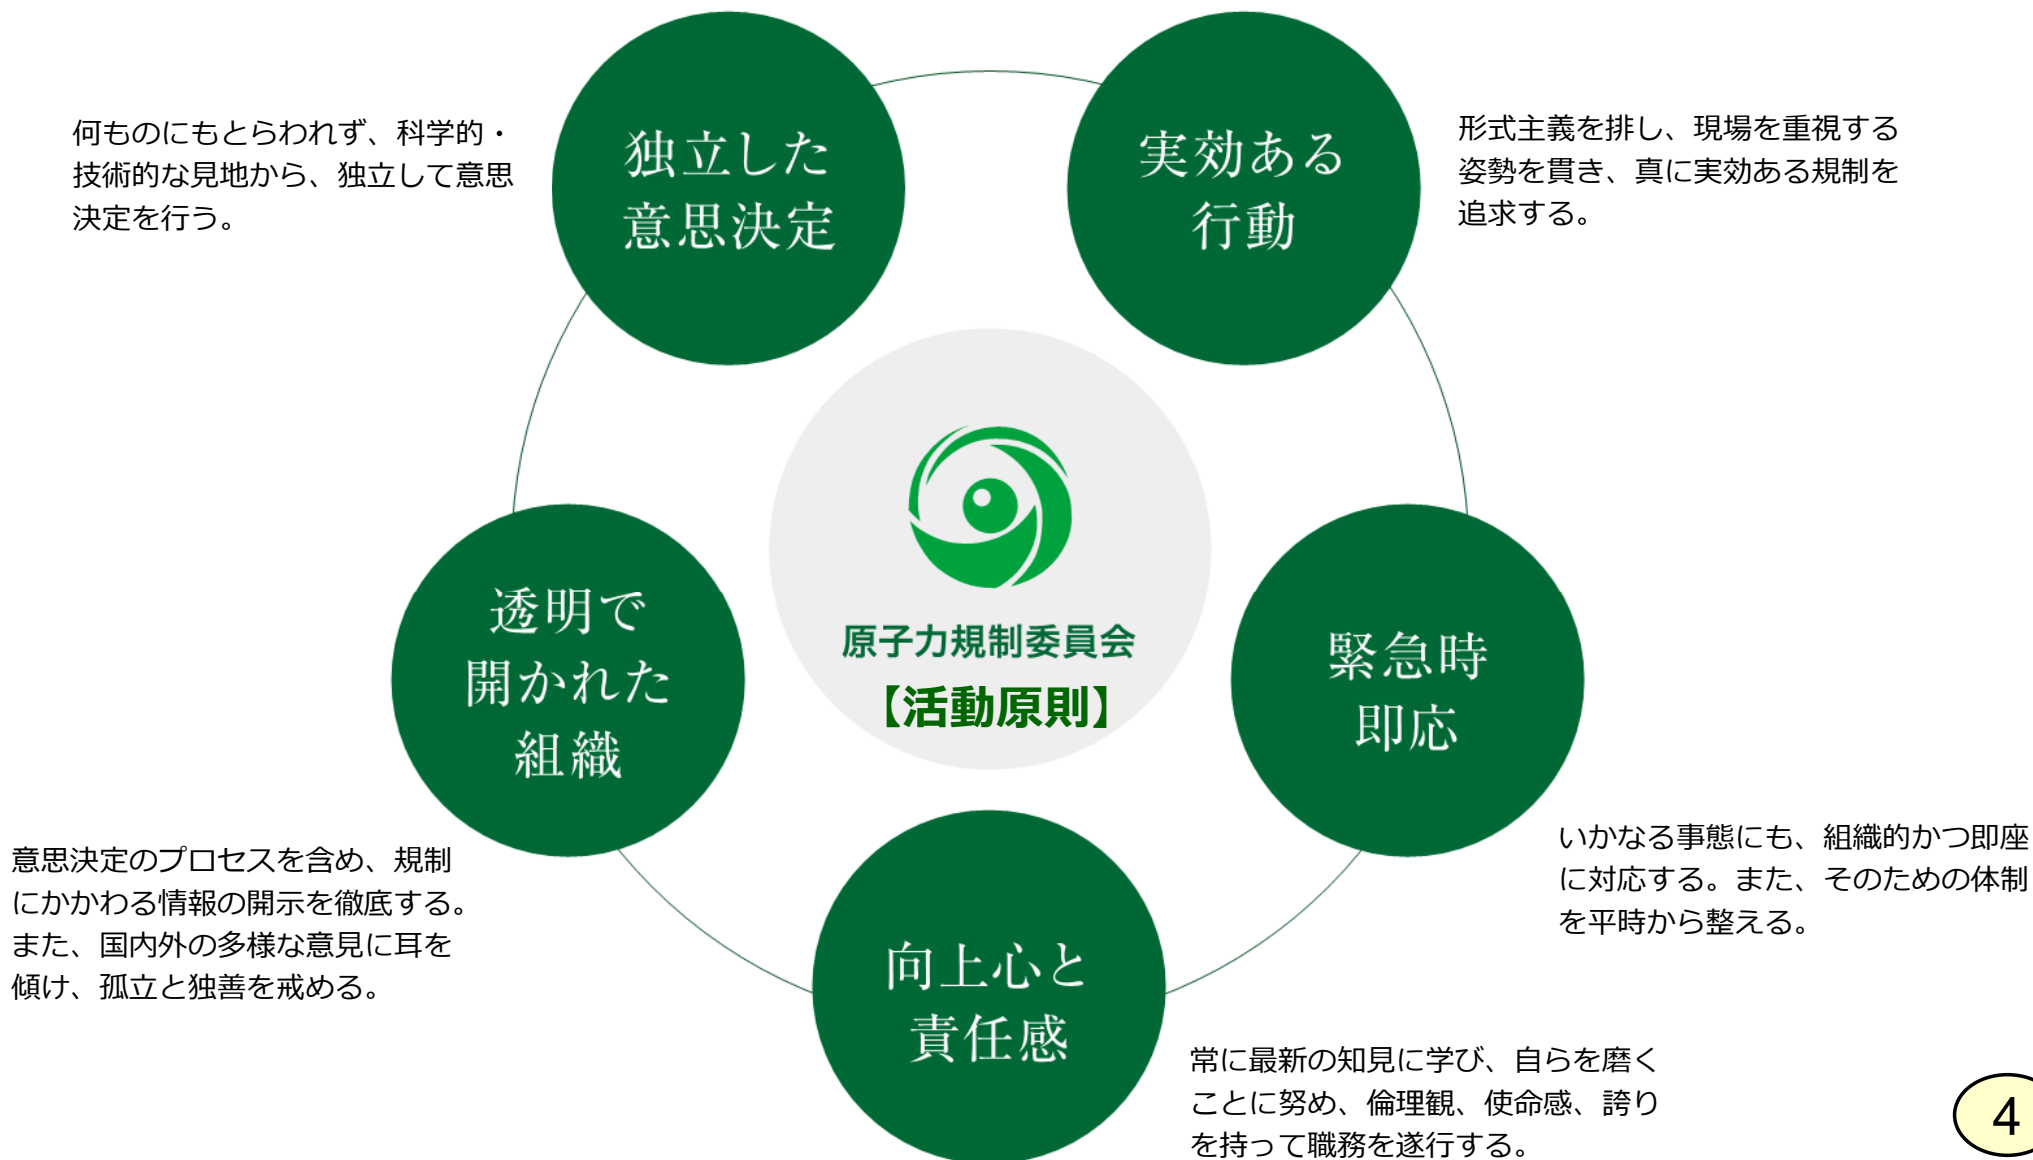 何ものにもとらわれず、科学的・
技術的な見地から、独立して意思
決定を行う。
独立した
意思決定
実効ある
行動
形式主義を排し、現場を重視する
姿勢を貫き、真に実効ある規制を
追求する。
透明で
開かれた
組織
意思決定のプロセスを含め、規制
にかかわる情報の開示を徹底する。
また、国内外の多様な意見に耳を
傾け、孤立と独善を戒める。
原子力規制委員会
【活動原則】
緊急時
即応
いかなる事態にも、組織的かつ即座
に対応する。また、そのための体制
を平時から整える。
向上心と
責任感
常に最新の知見に学び、自らを磨く
ことに努め、倫理観、使命感、誇り
を持って職務を遂行する。
4